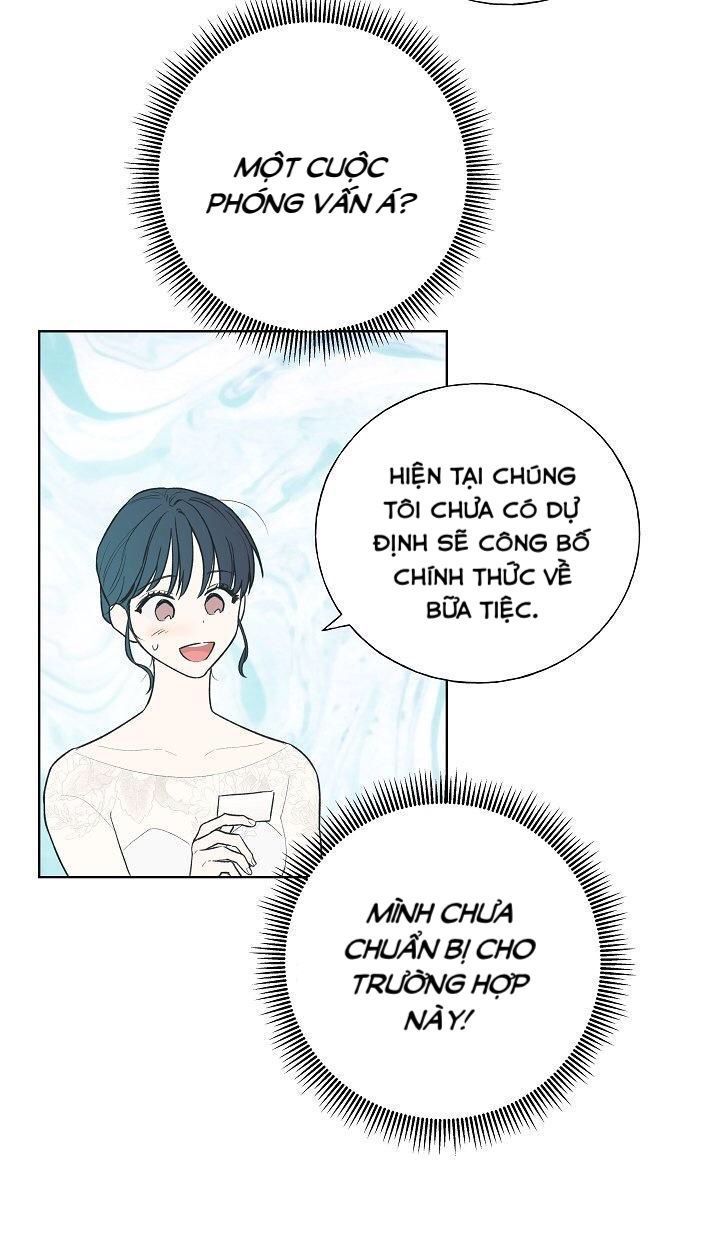 MỘT CUỘC
PHÓNG VẤN Á?
HIỆN TẠI CHÚNG
TÔI CHƯA CÓ DỰ
ĐỊNH SẼ CÔNG BỐ
CHÍNH THỨC VỀ
BỮA TIỆC.
MÌNH CHƯA
CHUẨN BỊ CHO
TRƯỜNG HỢP
NÀY!